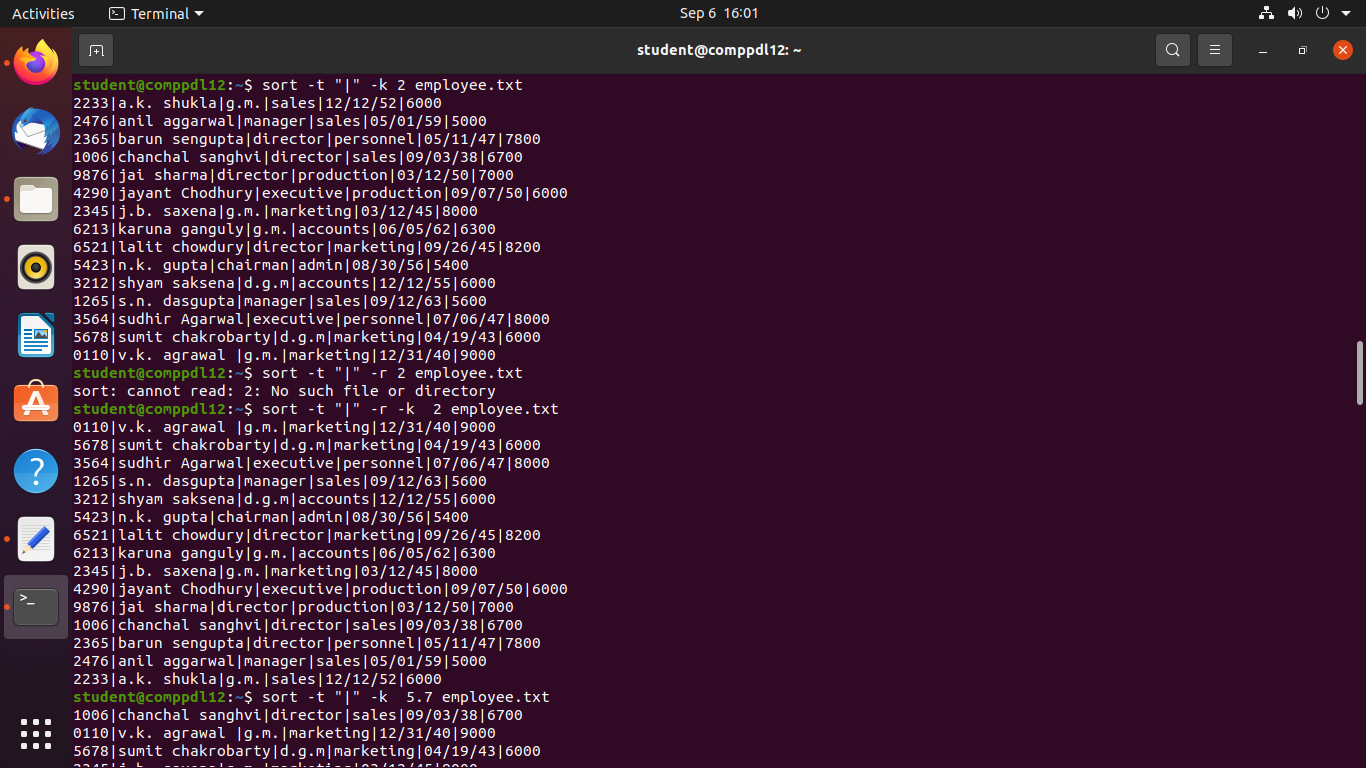 Activities
Terminal
Sep 6 16:01
student@comppdl12: ~
student@comppdl12:~$ sort -t "|" -k 2 employee.txt
2233|a.k. shukla|g.m.|sales|12/12/52|6000
2476|anil aggarwal|manager|sales|05/01/59|5000
2365|barun sengupta|director|personnel|05/11/47|7800
1006|chanchal sanghvi|director|sales|09/03/38|6700
9876|jai sharma|director|production|03/12/50|7000
4290|jayant Chodhury|executive|production|09/07/50|6000
2345|j.b. saxena|g.m.|marketing|03/12/45|8000
6213|karuna ganguly|g.m.|accounts|06/05/62|6300
6521|lalit chowdury|director|marketing|09/26/45|8200
5423|n.k. gupta|chairman|admin|08/30/56|5400
3212|shyam saksena|d.g.m|accounts|12/12/55|6000
1265|s.n. dasgupta|manager|sales|09/12/63|5600
3564|sudhir Agarwal|executive|personnel|07/06/47|8000
5678|sumit chakrobarty|d.g.m|marketing|04/19/43|6000
0110|v.k. agrawal |g.m.|marketing|12/31/40|9000
student@comppdl12:~$ sort -t "|" -r 2 employee.txt
sort: cannot read: 2: No such file or directory
student@comppdl12:~$ sort -t "|" -r -k  2 employee.txt
0110|v.k. agrawal |g.m.|marketing|12/31/40|9000
5678|sumit chakrobarty|d.g.m|marketing|04/19/43|6000
3564|sudhir Agarwal|executive|personnel|07/06/47|8000
1265|s.n. dasgupta|manager|sales|09/12/63|5600
3212|shyam saksena|d.g.m|accounts|12/12/55|6000
5423|n.k. gupta|chairman|admin|08/30/56|5400
6521|lalit chowdury|director|marketing|09/26/45|8200
6213|karuna ganguly|g.m.|accounts|06/05/62|6300
2345|j.b. saxena|g.m.|marketing|03/12/45|8000
4290|jayant Chodhury|executive|production|09/07/50|6000
9876|jai sharma|director|production|03/12/50|7000
1006|chanchal sanghvi|director|sales|09/03/38|6700
2365|barun sengupta|director|personnel|05/11/47|7800
2476|anil aggarwal|manager|sales|05/01/59|5000
2233|a.k. shukla|g.m.|sales|12/12/52|6000
student@comppdl12:~$ sort -t "|" -k  5.7 employee.txt
1006|chanchal sanghvi|director|sales|09/03/38|6700
0110|v.k. agrawal |g.m.|marketing|12/31/40|9000
5678|sumit chakrobarty|d.g.m|marketing|04/19/43|6000